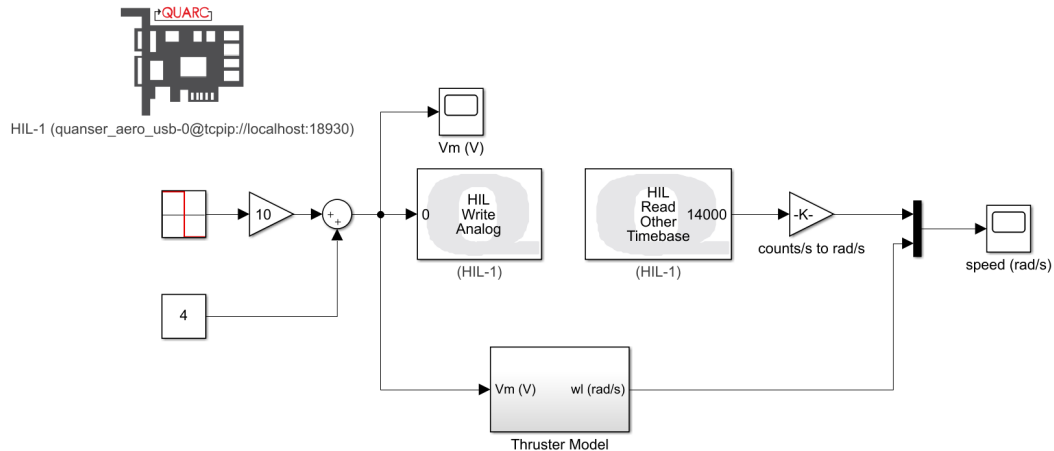 QUARC
HIL-1 (quanser_aero_usb-0@tcpip://localhost:18930)
Vm (V)
10
+
+
0
HIL
Write
Analog
(HIL-1)
HIL
Read
Other
Timebase
14000
(HIL-1)
-K-
counts/s to rad/s
speed (rad/s)
4
Vm (V)
wl (rad/s)
Thruster Model